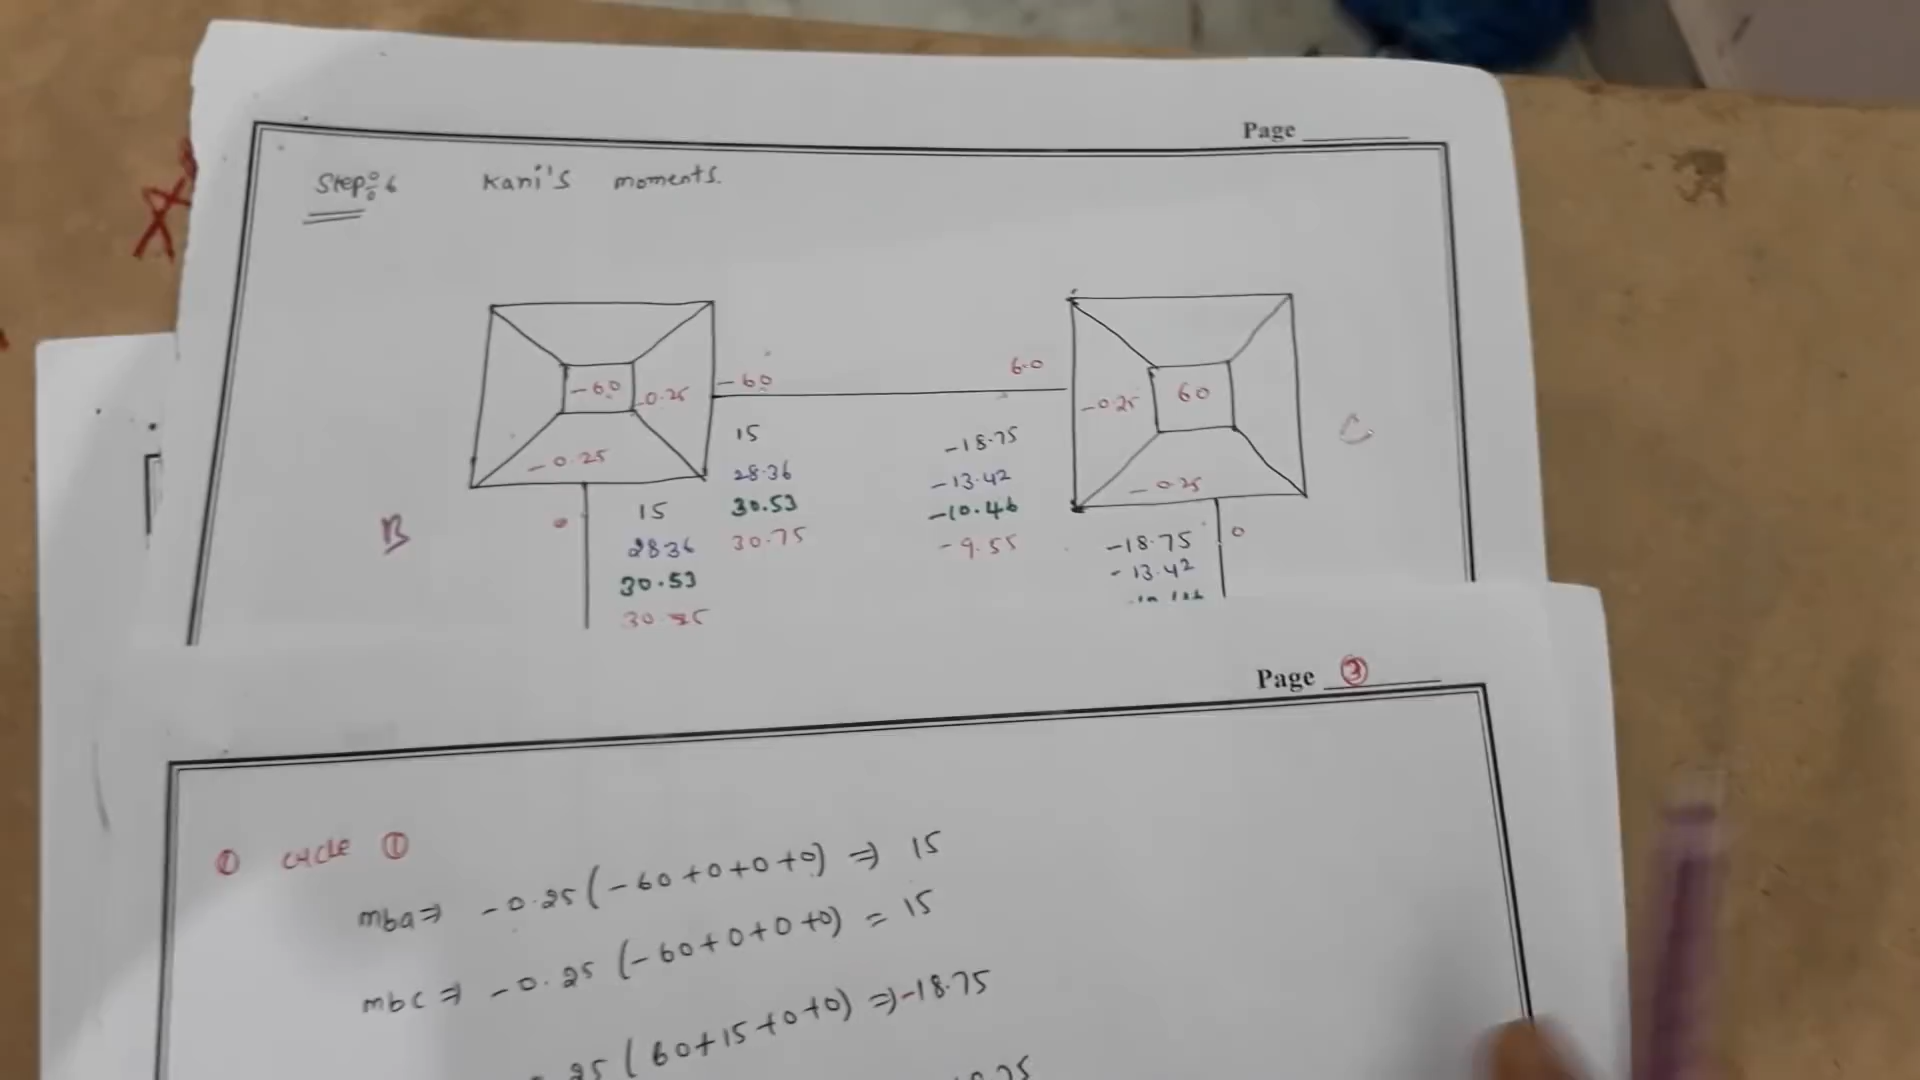 Page
Step:6 Kani's moments.
-60 -0.25 -60 6.0 -0.25 60
-0.25
15
28.36
30.53
30.75
-18.75
-13.42
-10.46
-9.55
-0.25
B
0
15
2836
30.53
C
-18.75
-13.42
0
Page 3
① cycle ①
mba⇒ -0.25(-60+0+0+0) ⇒ 15
mbc⇒ -0.25 (-60+0+0+0) = 15
25 (60+15+0+0) ⇒-18.75